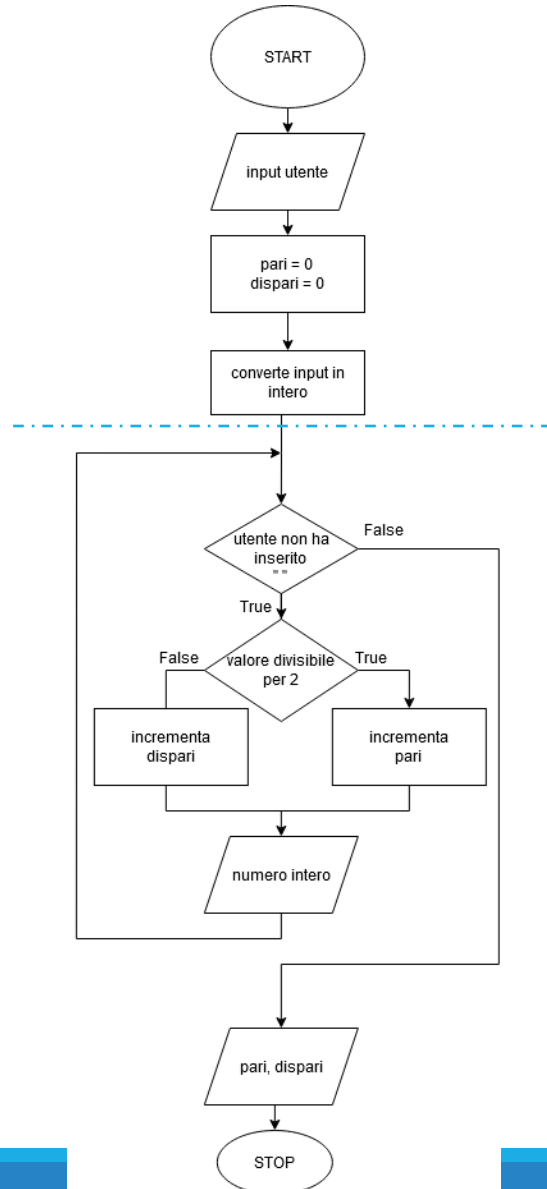 START
input utente
pari = 0
dispari = 0
converte input in
intero
utente non ha
inserito
""
False
True
valore divisibile
per 2
False
True
incrementa
dispari
incrementa
pari
numero intero
pari, dispari
STOP